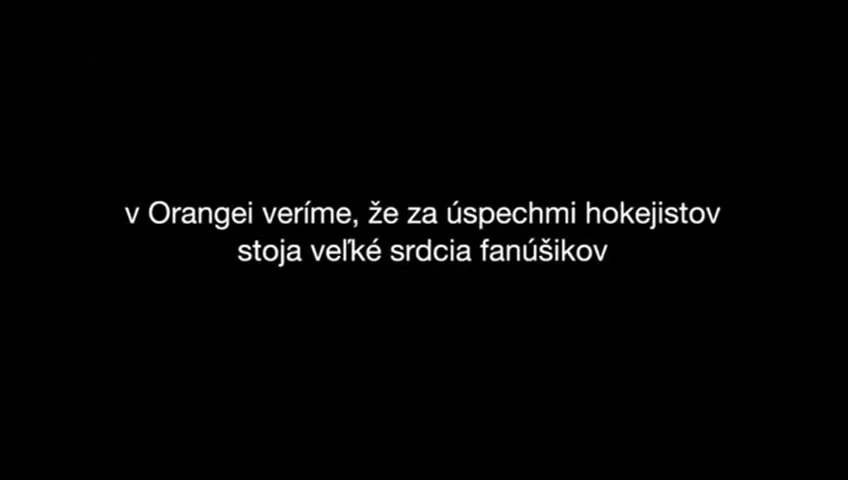 v Orangei veríme, že za úspechmi hokejistov
stoja veľké srdcia fanúšikov